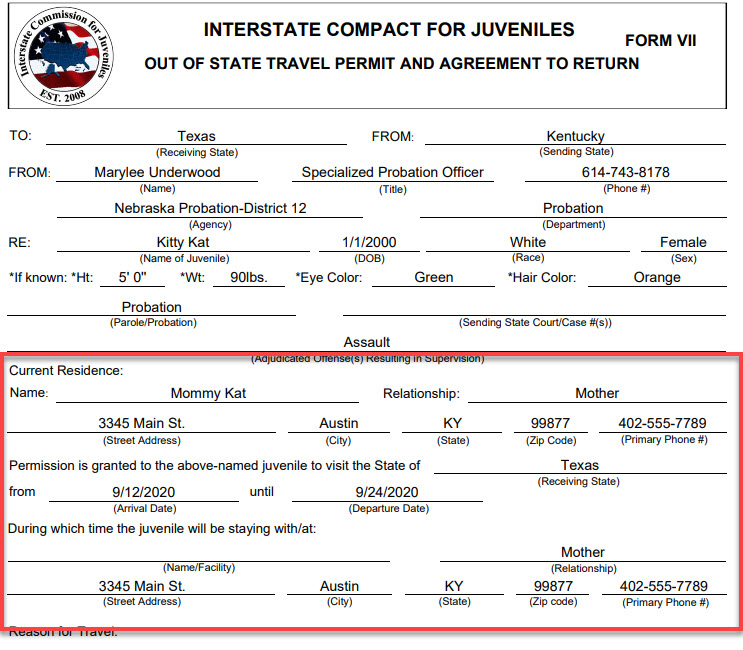 Interstate Commission for Juveniles
EST. 2008
INTERSTATE COMPACT FOR JUVENILES
FORM VII
OUT OF STATE TRAVEL PERMIT AND AGREEMENT TO RETURN
TO: Texas FROM: Kentucky
(Receiving State) (Sending State)
FROM: Marylee Underwood Specialized Probation Officer 614-743-8178
(Name) (Title) (Phone #)
Nebraska Probation-District 12 Probation
(Agency) (Department)
RE: Kitty Kat 1/1/2000 White Female
(Name of Juvenile) (DOB) (Race) (Sex)
*If known: *Ht: 5' 0" *Wt: 90lbs. *Eye Color: Green *Hair Color: Orange
Probation
(Parole/Probation) (Sending State Court/Case #(s))
Assault
(Adjudicated Offense(s) Resulting in Supervision)
Current Residence:
Name: Mommy Kat Relationship: Mother
3345 Main St. Austin KY 99877 402-555-7789
(Street Address) (City) (State) (Zip Code) (Primary Phone #)
Permission is granted to the above-named juvenile to visit the State of Texas
(Receiving State)
from 9/12/2020 until 9/24/2020
(Arrival Date) (Departure Date)
During which time the juvenile will be staying with/at:
Mother
(Name/Facility) (Relationship)
3345 Main St. Austin KY 99877 402-555-7789
(Street Address) (City) (State) (Zip code) (Primary Phone #)
Reason for Travel: